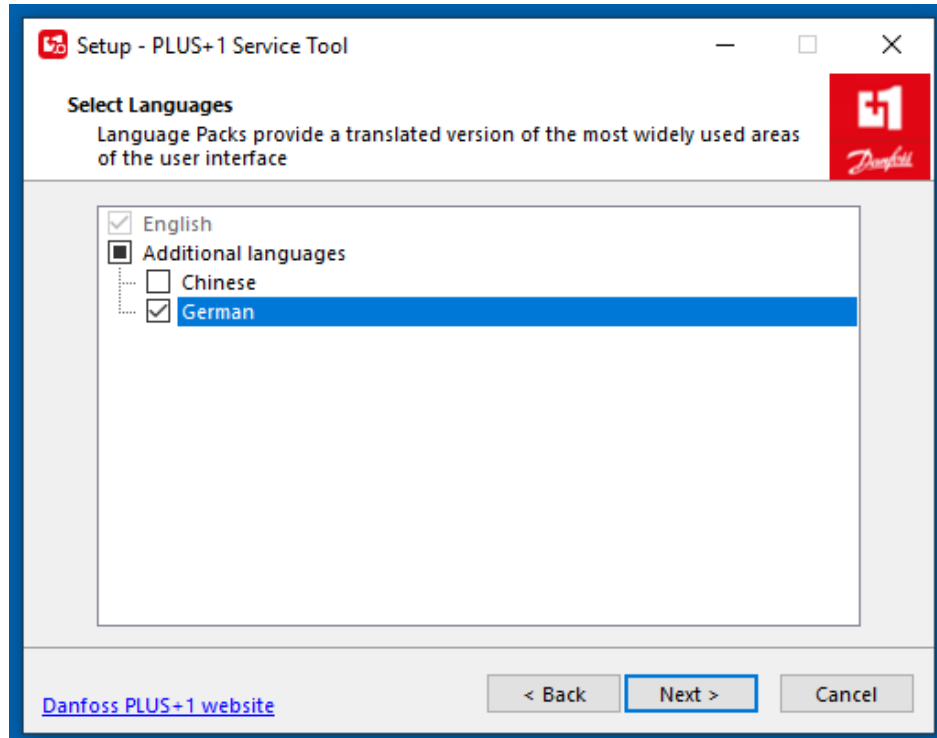 Setup - PLUS+1 Service Tool
Select Languages
Language Packs provide a translated version of the most widely used areas
of the user interface
Danfoss
English
Additional languages
Chinese
German
Danfoss PLUS+1 website
< Back
Next >
Cancel